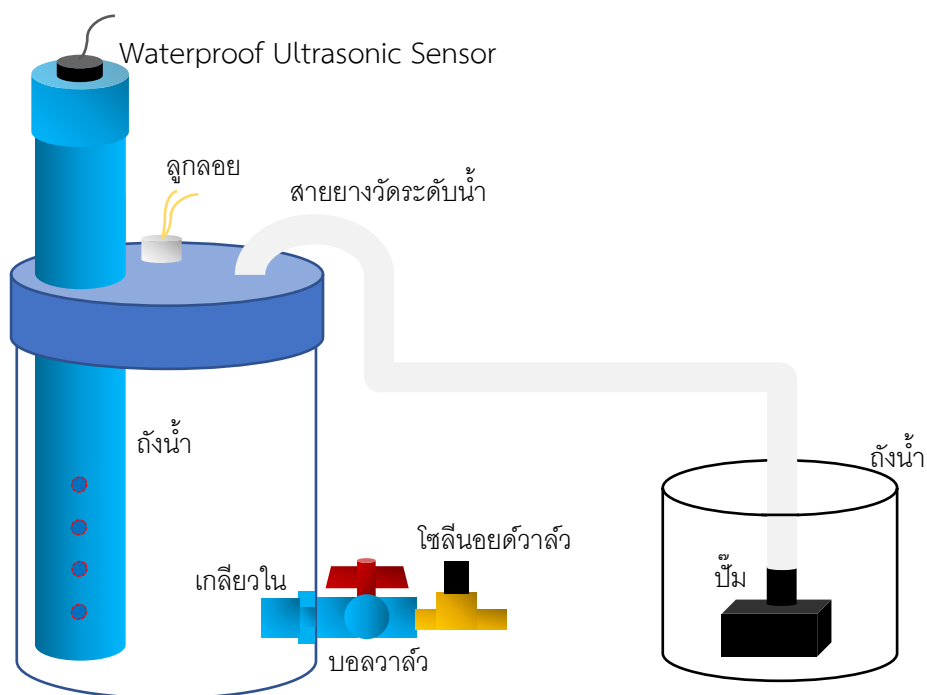 Waterproof Ultrasonic Sensor
ลูกลอย
สายยางวัดระดับน้ำ
ถังน้ำ
ถังน้ำ
โซลีนอยด์วาล์ว
เกลียวใน
ปั๊ม
บอลวาล์ว